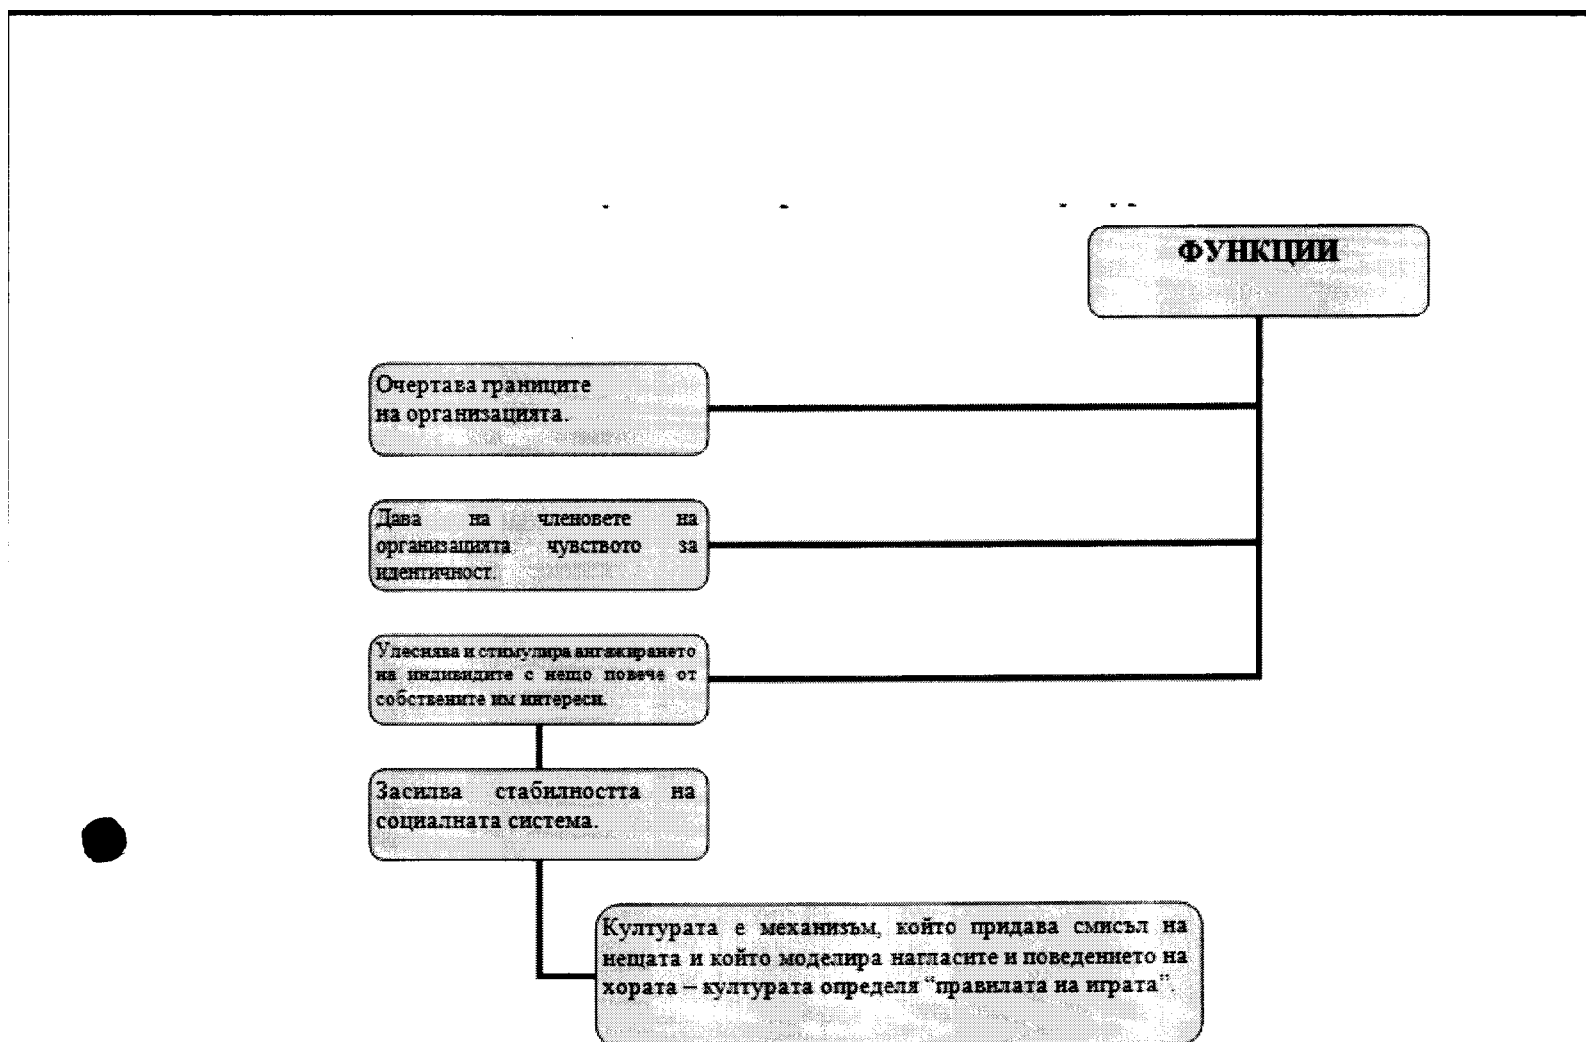 ФУНКЦИИ
Очертава границите
на организацията.
Дава на членовете на
организацията чувството за
идентичност.
Улеснява и стимулира ангажирането
на индивидите с нещо повече от
собствените им интереси.
Засилва стабилността на
социалната система.
Културата е механизъм, който придава смисъл на
нещата и който моделира нагласите и поведението на
хората – културата определя “правилата на играта”.